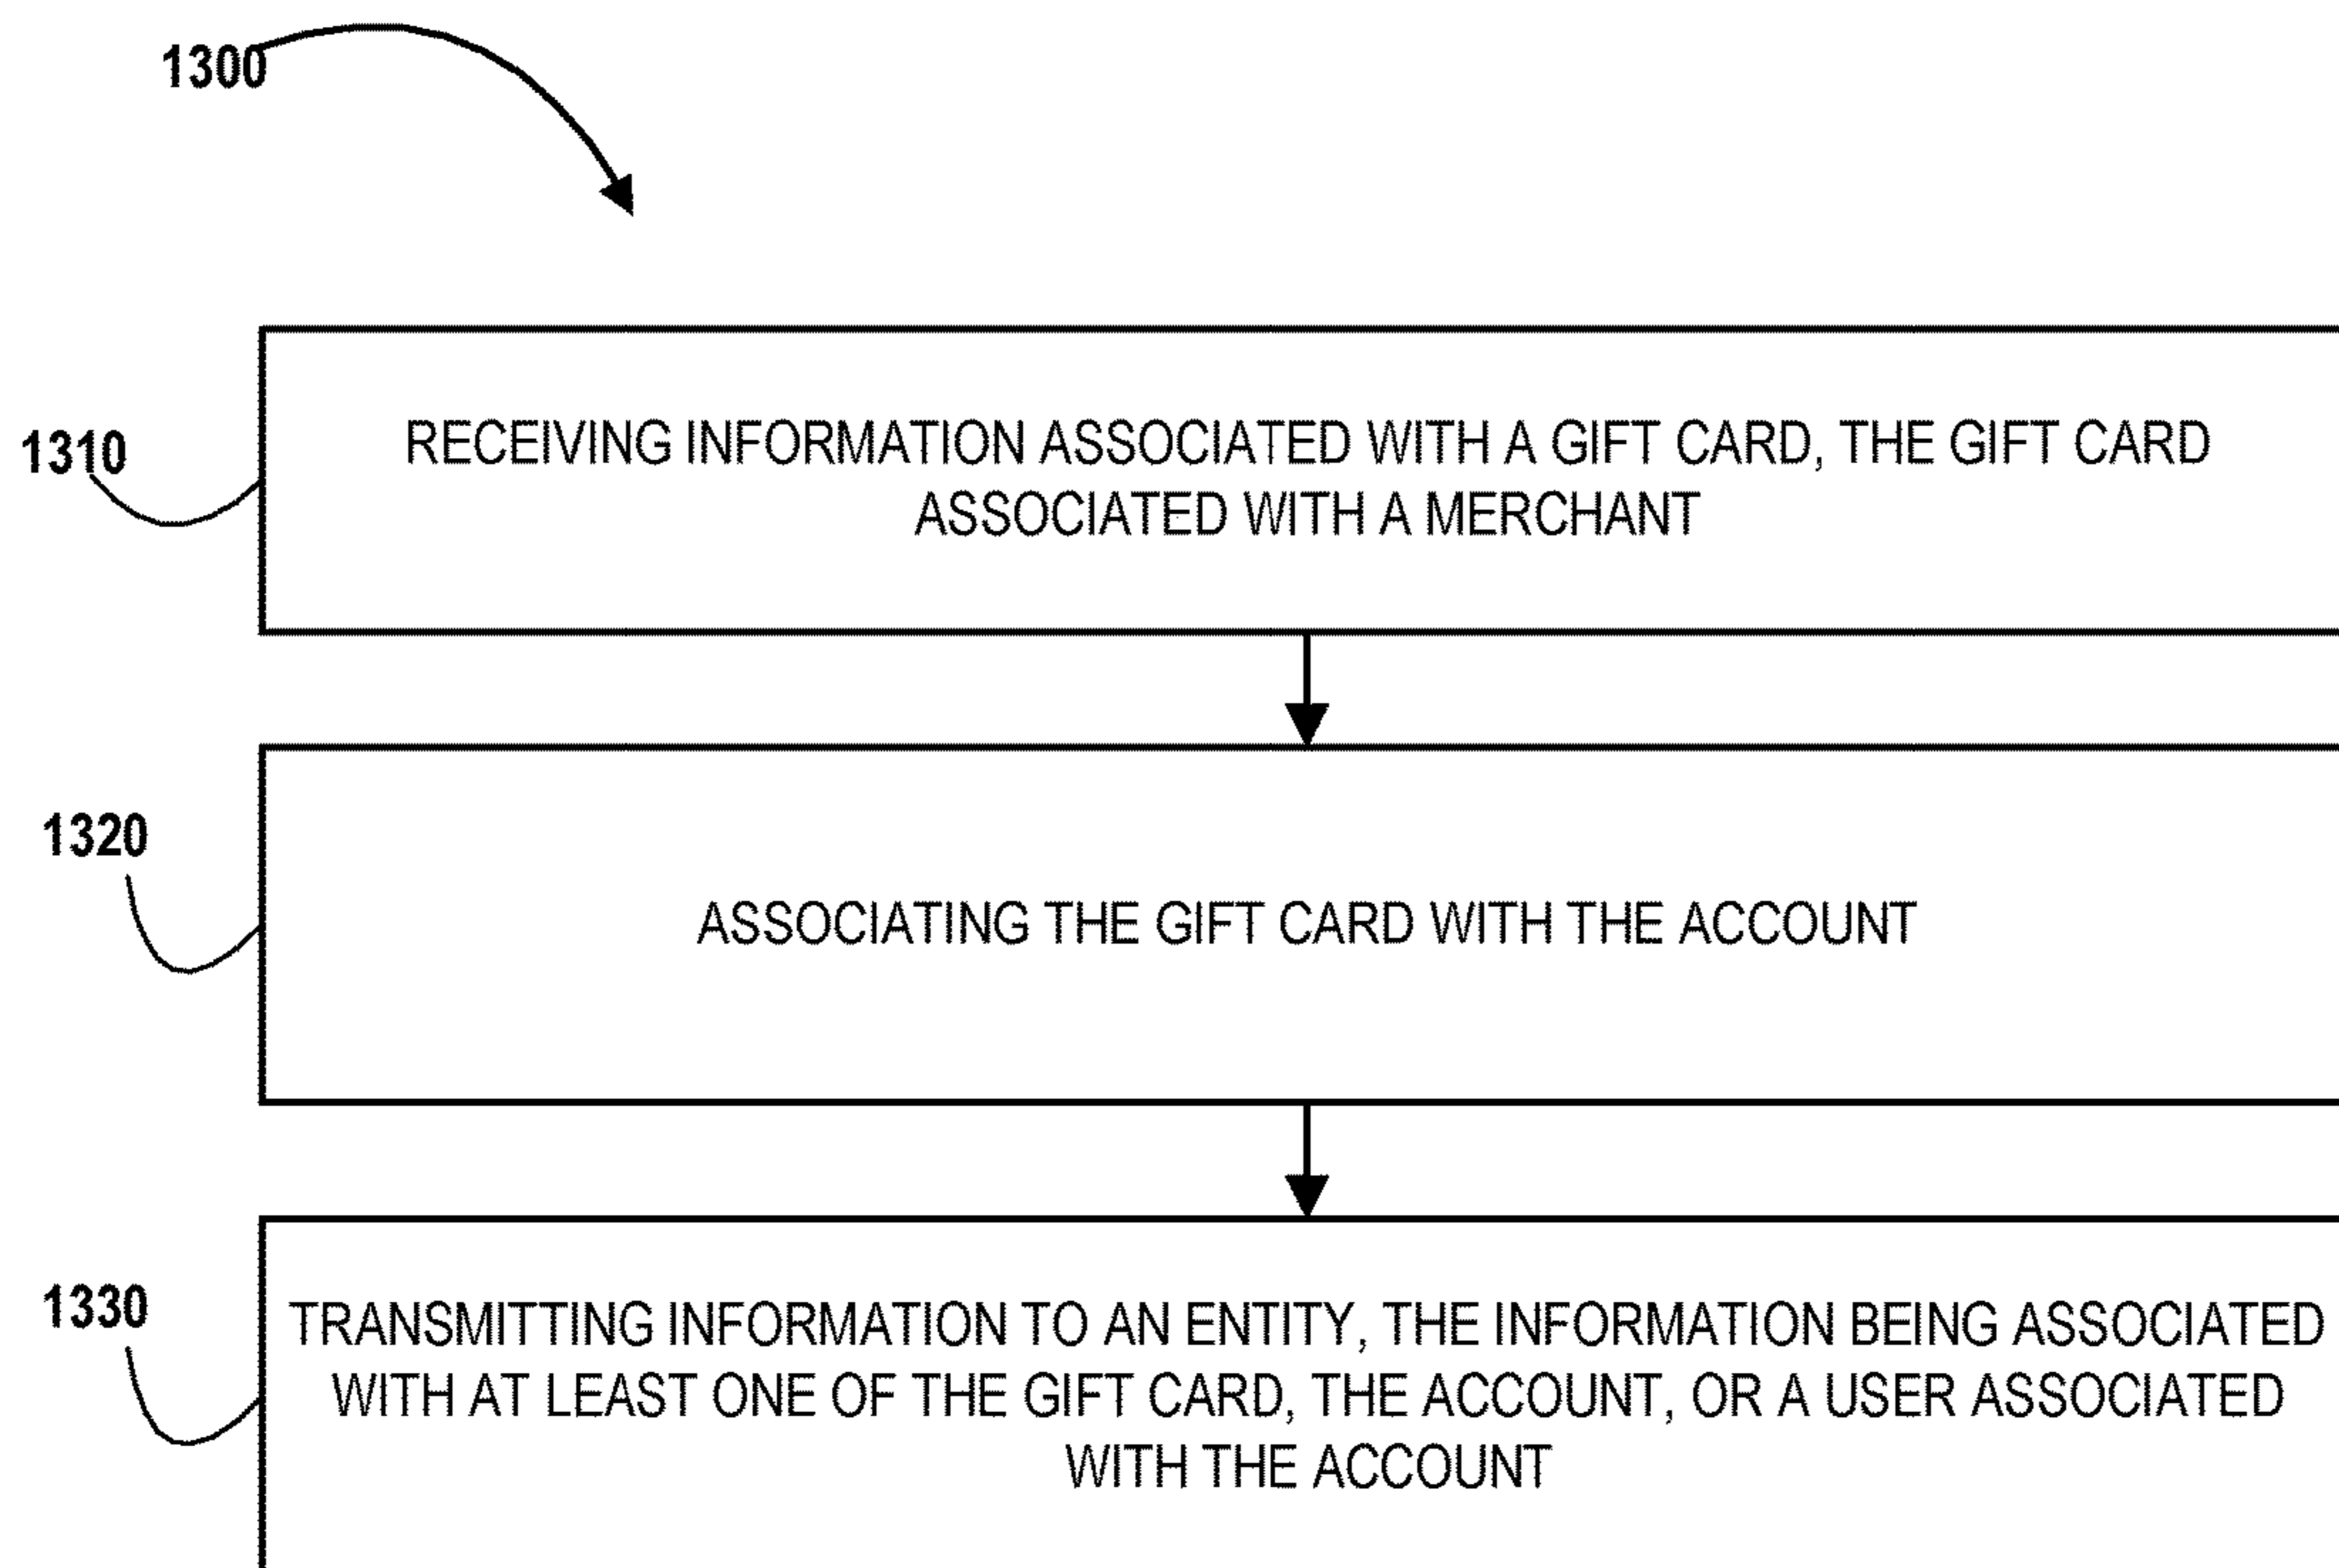 1300
1310
RECEIVING INFORMATION ASSOCIATED WITH A GIFT CARD, THE GIFT CARD
ASSOCIATED WITH A MERCHANT
1320
ASSOCIATING THE GIFT CARD WITH THE ACCOUNT
1330
TRANSMITTING INFORMATION TO AN ENTITY, THE INFORMATION BEING ASSOCIATED
WITH AT LEAST ONE OF THE GIFT CARD, THE ACCOUNT, OR A USER ASSOCIATED
WITH THE ACCOUNT